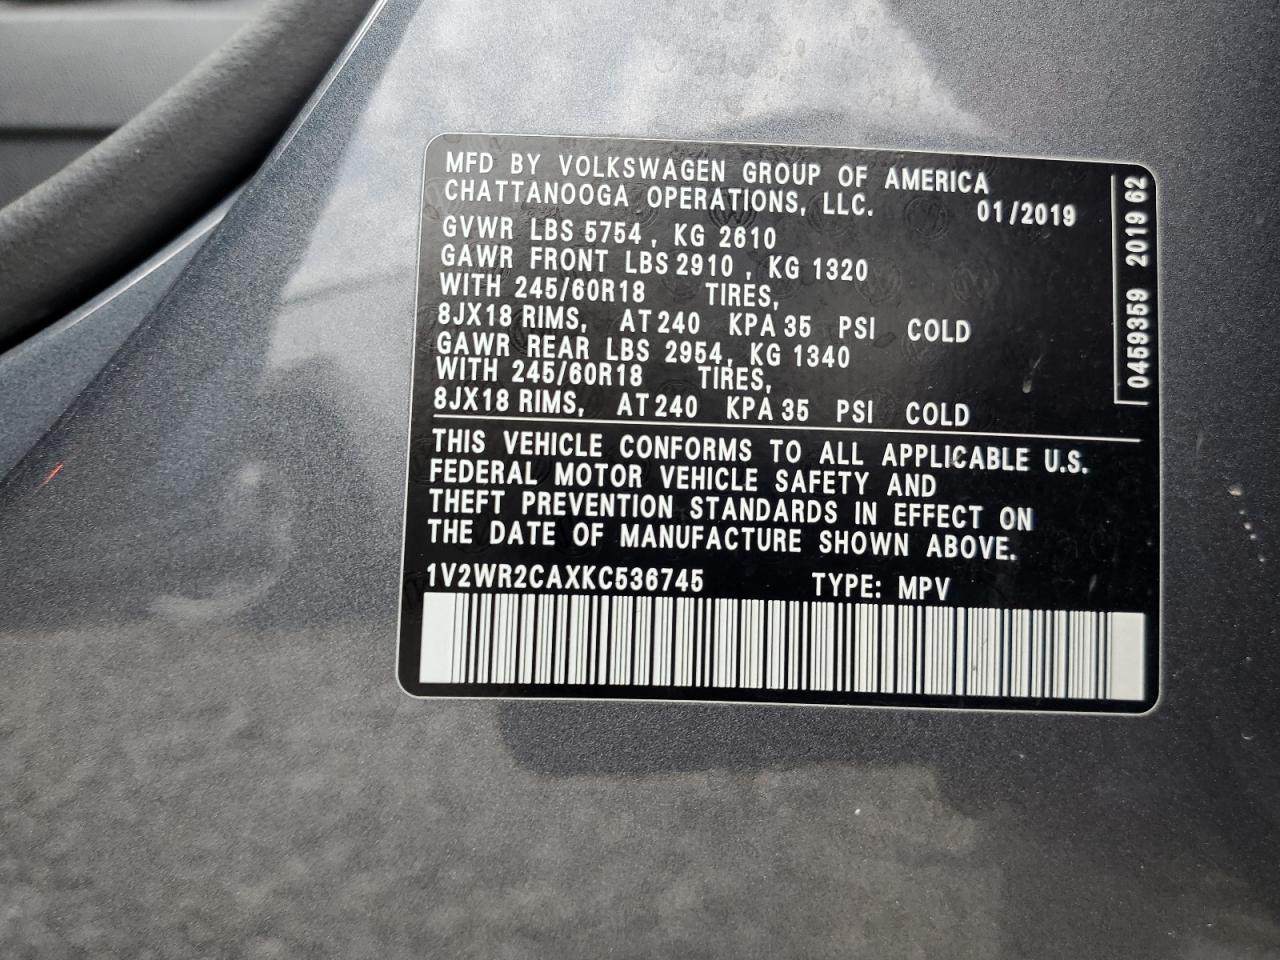 MFD BY VOLKSWAGEN GROUP OF AMERICA
CHATTANOOGA OPERATIONS, LLC. 01/2019
GVWR LBS 5754, KG 2610
GAWR FRONT LBS 2910, KG 1320
WITH 245/60R18 TIRES,
8JX18 RIMS, AT 240 KPA 35 PSI COLD
GAWR REAR LBS 2954, KG 1340
WITH 245/60R18 TIRES,
8JX18 RIMS, AT 240 KPA 35 PSI COLD
THIS VEHICLE CONFORMS TO ALL APPLICABLE U.S.
FEDERAL MOTOR VEHICLE SAFETY AND
THEFT PREVENTION STANDARDS IN EFFECT ON
THE DATE OF MANUFACTURE SHOWN ABOVE.
1V2WR2CAXKC536745 TYPE: MPV
0459359 2019 62